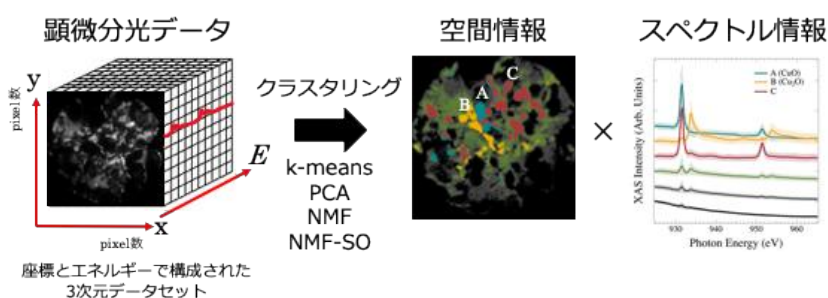 顕微分光データ
空間情報
スペクトル情報
y
pixel数
E
x
pixel数
座標とエネルギーで構成された
3次元データセット
クラスタリング
k-means
PCA
NMF
NMF-SO
C
A
B
×
XAS Intensity (Arb. Units)
A (CuO)
B (Cu₂O)
C
930
940
950
960
Photon Energy (eV)